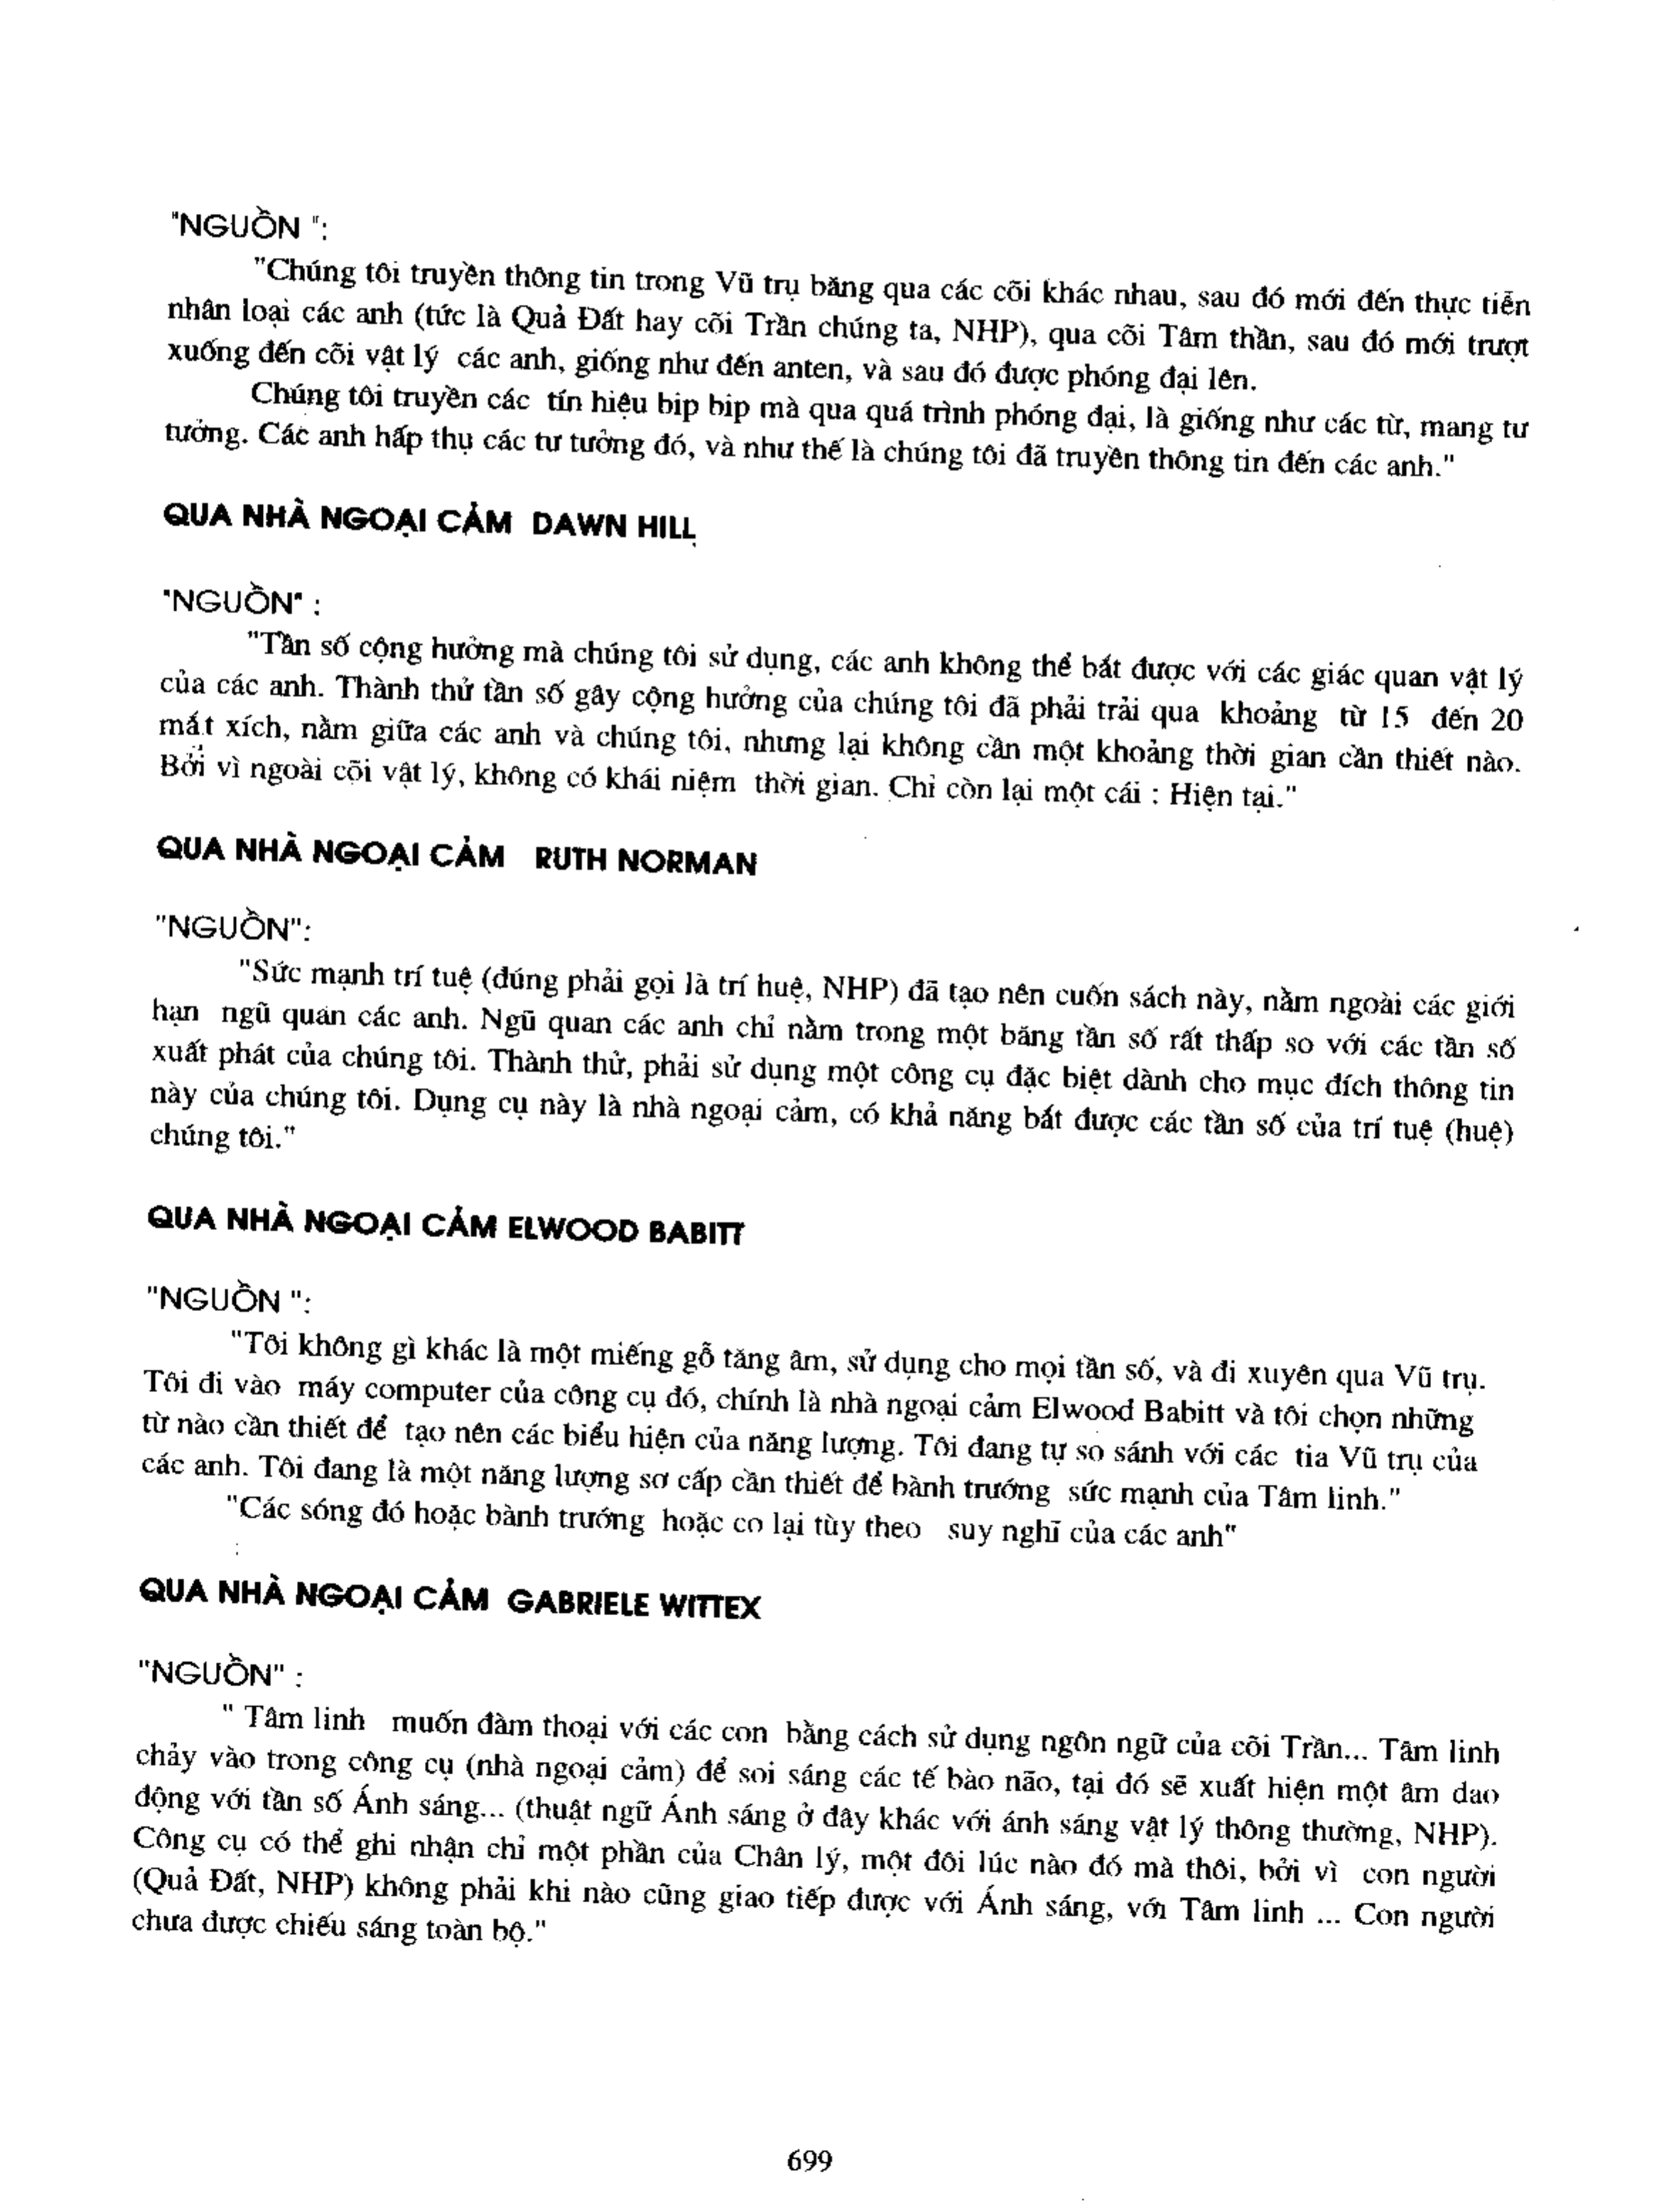 "NGUỒN ":
"Chúng tôi truyền thông tin trong Vũ trụ băng qua các cõi khác nhau, sau đó mới đến thực tiễn
nhân loại các anh (tức là Quả Đất hay cõi Trần chúng ta, NHP), qua cõi Tâm thần, sau đó mới trượt
xuống đến cõi vật lý các anh, giống như đến anten, và sau đó được phóng đại lên.
Chúng tôi truyền các tín hiệu bip bip mà qua quá trình phóng đại, là giống như các từ, mang tư
tưởng. Các anh hấp thụ các tư tưởng đó, và như thế là chúng tôi đã truyền thông tin đến các anh."
QUA NHÀ NGOẠI CẢM DAWN HILL
"NGUỒN" :
"Tần số cộng hưởng mà chúng tôi sử dụng, các anh không thể bắt được với các giác quan vật lý
của các anh. Thành thử tần số gây cộng hưởng của chúng tôi đã phải trải qua khoảng từ 15 đến 20
mắt xích, nằm giữa các anh và chúng tôi, nhưng lại không cần một khoảng thời gian cần thiết nào.
Bởi vì ngoài cõi vật lý, không có khái niệm thời gian. Chỉ còn lại một cái : Hiện tại."
QUA NHÀ NGOẠI CẢM RUTH NORMAN
"NGUỒN":
"Sức mạnh trí tuệ (đúng phải gọi là trí huệ, NHP) đã tạo nên cuốn sách này, nằm ngoài các giới
hạn ngũ quan các anh. Ngũ quan các anh chỉ nằm trong một băng tần số rất thấp so với các tần số
xuất phát của chúng tôi. Thành thử, phải sử dụng một công cụ đặc biệt dành cho mục đích thông tin
này của chúng tôi. Dụng cụ này là nhà ngoại cảm, có khả năng bắt được các tần số của trí tuệ (huệ)
chúng tôi."
QUA NHÀ NGOẠI CẢM ELWOOD BABITT
"NGUỒN ":
"Tôi không gì khác là một miếng gỗ tăng âm, sử dụng cho mọi tần số, và đi xuyên qua Vũ trụ.
Tôi đi vào máy computer của công cụ đó, chính là nhà ngoại cảm Elwood Babitt và tôi chọn những
từ nào cần thiết để tạo nên các biểu hiện của năng lượng. Tôi đang tự so sánh với các tia Vũ trụ của
các anh. Tôi đang là một năng lượng sơ cấp cần thiết để bành trướng sức mạnh của Tâm linh."
"Các sóng đó hoặc bành trướng hoặc co lại tùy theo suy nghĩ của các anh"
QUA NHÀ NGOẠI CẢM GABRIELE WITTEX
"NGUỒN" :
" Tâm linh muốn đàm thoại với các con bằng cách sử dụng ngôn ngữ của cõi Trần... Tâm linh
chảy vào trong công cụ (nhà ngoại cảm) để soi sáng các tế bào não, tại đó sẽ xuất hiện một âm dao
động với tần số Ánh sáng... (thuật ngữ Ánh sáng ở đây khác với ánh sáng vật lý thông thường, NHP).
Công cụ có thể ghi nhận chỉ một phần của Chân lý, một đôi lúc nào đó mà thôi, bởi vì con người
(Quả Đất, NHP) không phải khi nào cũng giao tiếp được với Ánh sáng, với Tâm linh ... Con người
chưa được chiếu sáng toàn bộ."
699